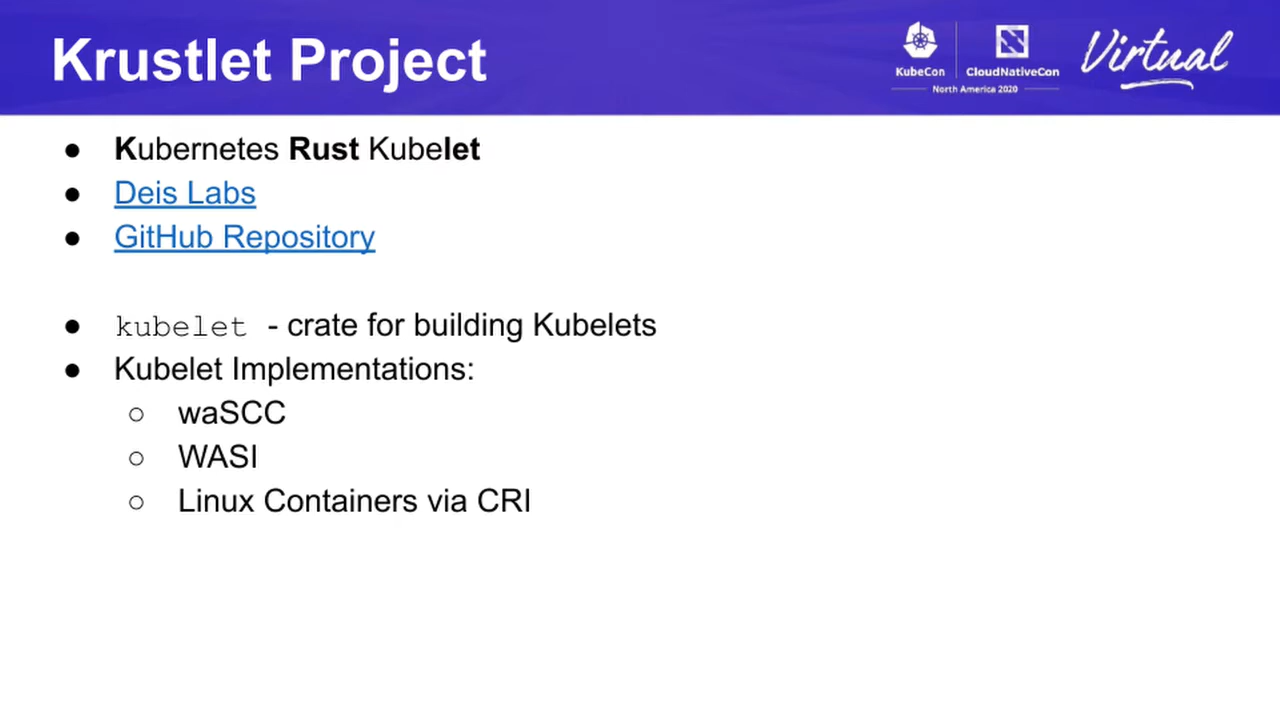 Krustlet Project
KubeCon
CloudNativeCon
North America 2020
Virtual
● Kubernetes Rust Kubelet
● Deis Labs
● GitHub Repository
● kubelet - crate for building Kubelets
● Kubelet Implementations:
○ waSCC
○ WASI
○ Linux Containers via CRI